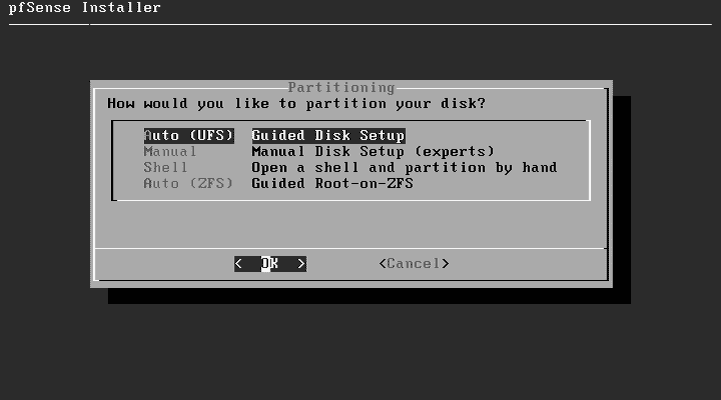 pfSense Installer
Partitioning
How would you like to partition your disk?
Auto (UFS) Guided Disk Setup
Manual Manual Disk Setup (experts)
Shell Open a shell and partition by hand
Auto (ZFS) Guided Root-on-ZFS
< OK > <Cancel>